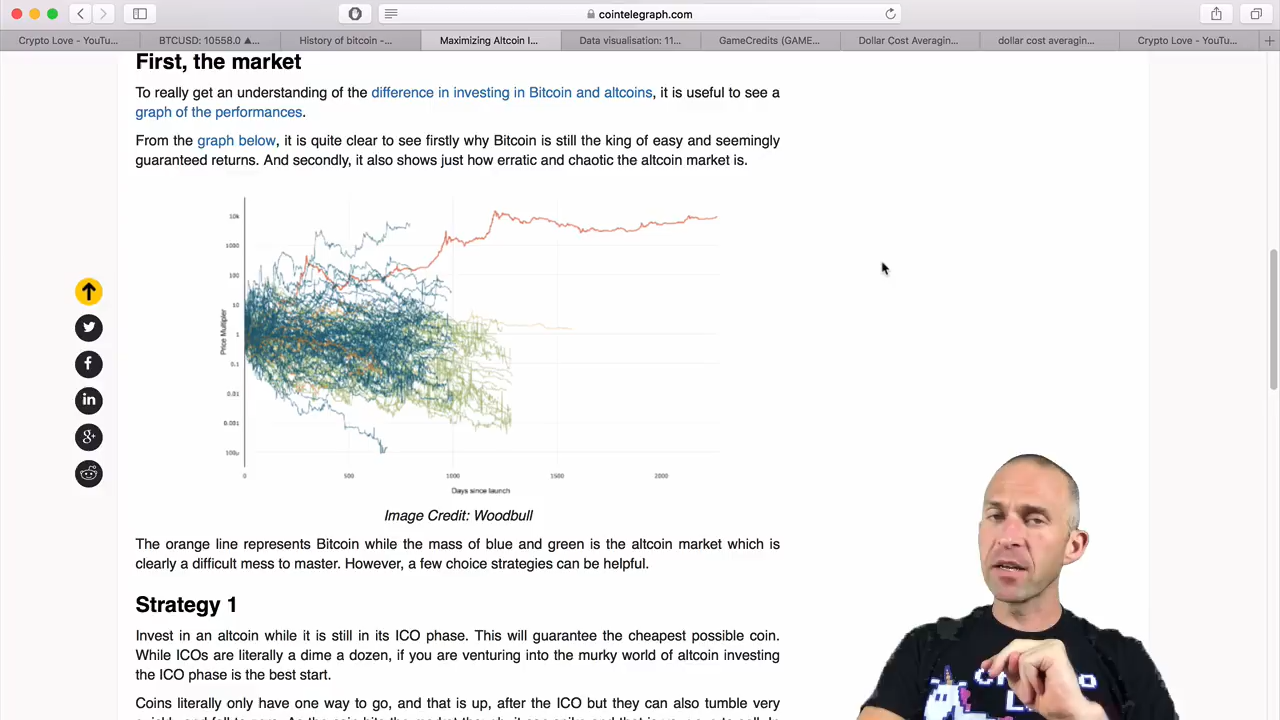 cointelegraph.com
Crypto Love - YouTu...
BTCUSD: 10558.0 ▲...
History of bitcoin -...
Maximizing Altcoin I...
Data visualisation: 11...
GameCredits (GAME...
Dollar Cost Averagin...
dollar cost averagin...
Crypto Love - YouTu...
First, the market
To really get an understanding of the difference in investing in Bitcoin and altcoins, it is useful to see a
graph of the performances.
From the graph below, it is quite clear to see firstly why Bitcoin is still the king of easy and seemingly
guaranteed returns. And secondly, it also shows just how erratic and chaotic the altcoin market is.
10k
1000
100
10
1
0.1
0.01
0.001
100μ
Price Multiplier
0
500
1000
1500
2000
Days since launch
Image Credit: Woodbull
The orange line represents Bitcoin while the mass of blue and green is the altcoin market which is
clearly a difficult mess to master. However, a few choice strategies can be helpful.
Strategy 1
Invest in an altcoin while it is still in its ICO phase. This will guarantee the cheapest possible coin.
While ICOs are literally a dime a dozen, if you are venturing into the murky world of altcoin investing
the ICO phase is the best start.
Coins literally only have one way to go, and that is up, after the ICO but they can also tumble very